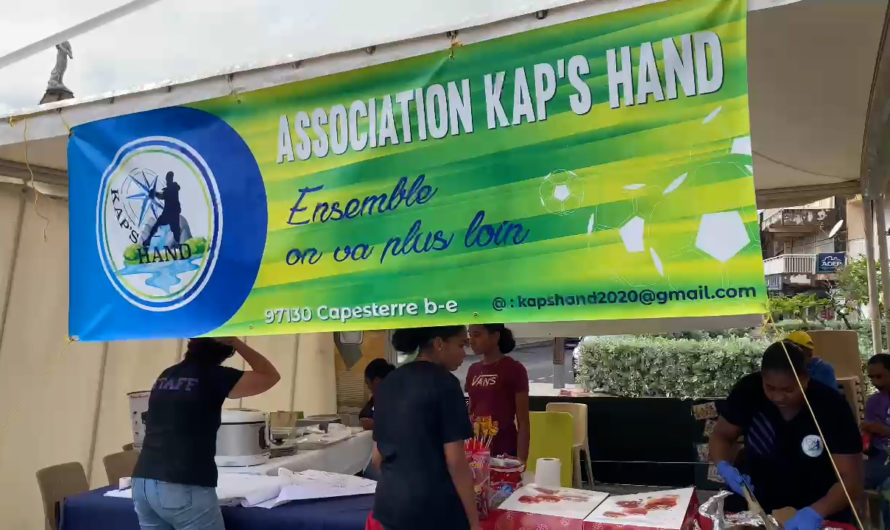 ASSOCIATION KAP'S HAND
Ensemble
on va plus loin
97130 Capesterre b-e
@ : kapshand2020@gmail.com
KAP'S
HAND
STAFF
VANS